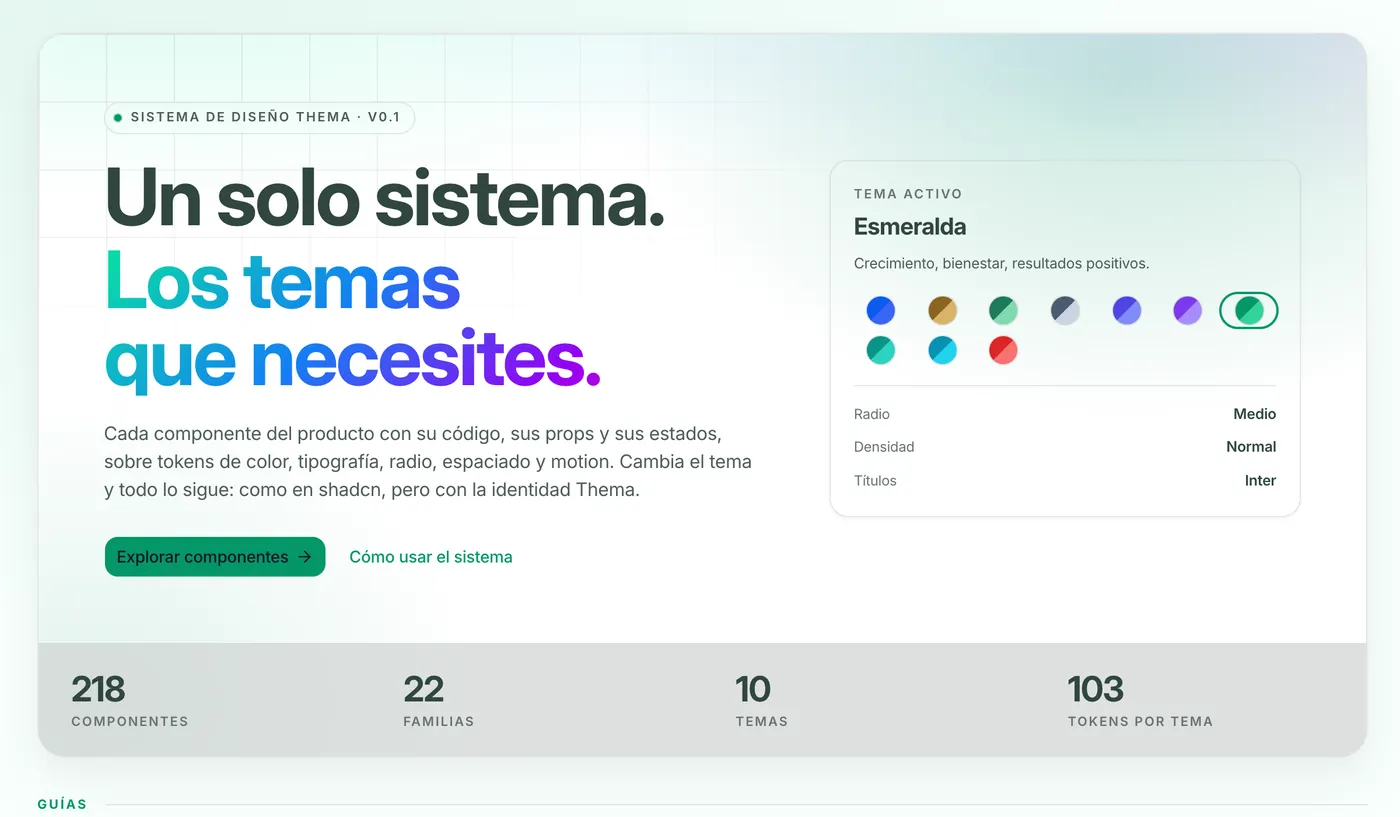 SISTEMA DE DISEÑO THEMA · V0.1
Un solo sistema.
Los temas
que necesites.
Cada componente del producto con su código, sus props y sus estados,
sobre tokens de color, tipografía, radio, espaciado y motion. Cambia el tema
y todo lo sigue: como en shadcn, pero con la identidad Thema.
Explorar componentes →
Cómo usar el sistema
TEMA ACTIVO
Esmeralda
Crecimiento, bienestar, resultados positivos.
Radio Medio
Densidad Normal
Títulos Inter
218 22 10 103
COMPONENTES FAMILIAS TEMAS TOKENS POR TEMA
GUÍAS